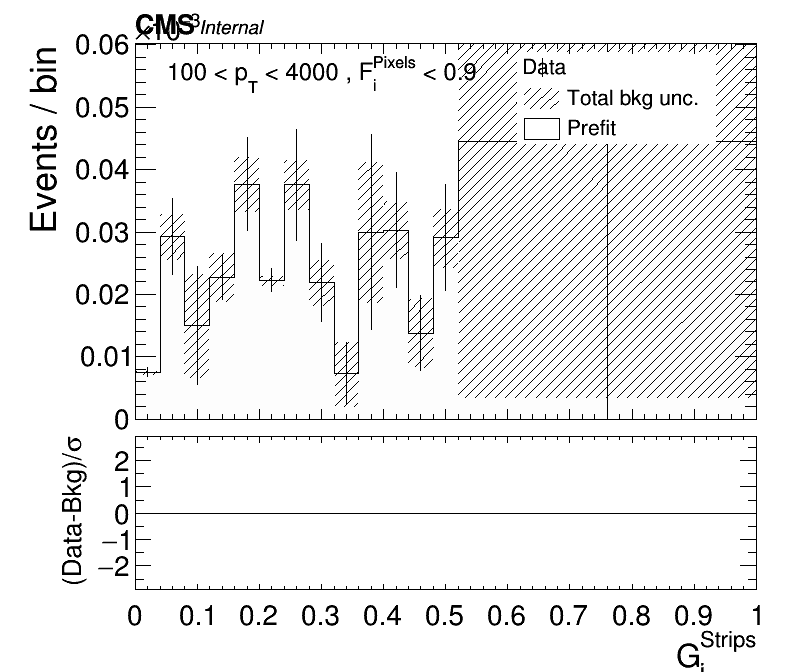 CMS Internal
×10³
0.06
0.05
0.04
0.03
0.02
0.01
0
Events / bin
100 < p_T < 4000 , F_i^Pixels < 0.9
Data
Total bkg unc.
Prefit
2
1
0
−1
−2
(Data-Bkg)/σ
0 0.1 0.2 0.3 0.4 0.5 0.6 0.7 0.8 0.9 1
G_i^Strips